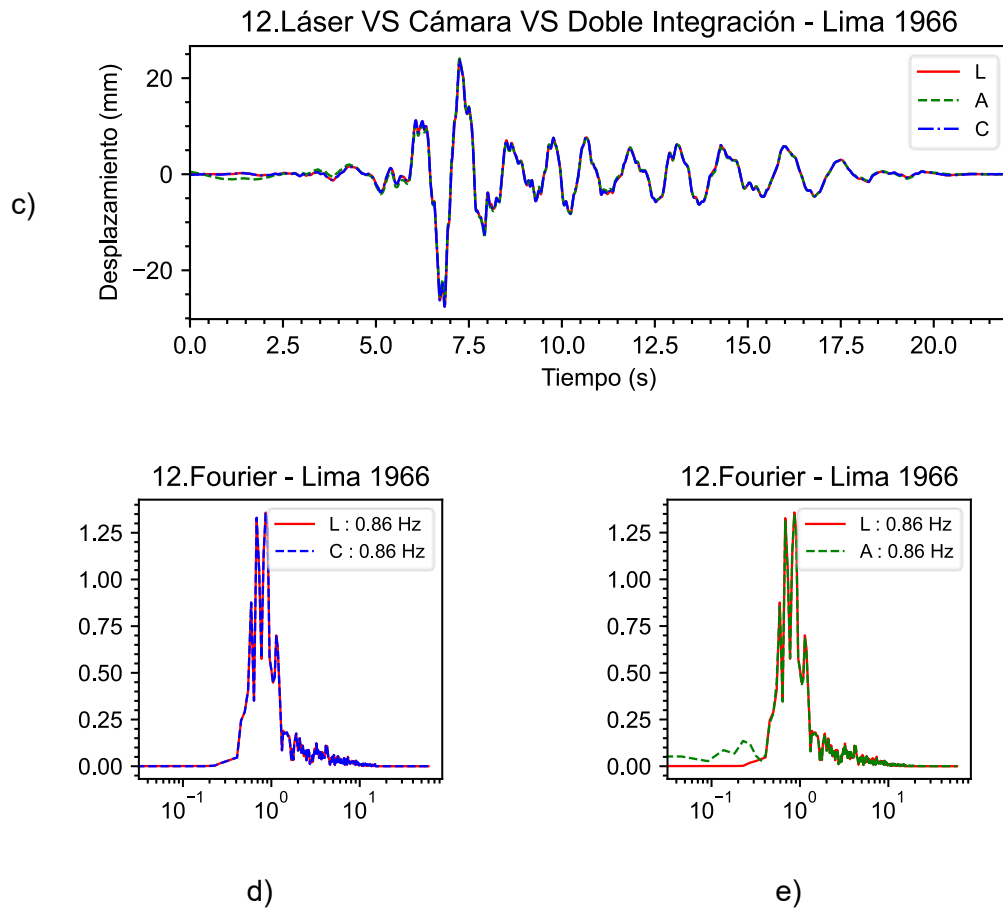 12.Láser VS Cámara VS Doble Integración - Lima 1966
Desplazamiento (mm)
20
0
−20
L
A
C
0.0 2.5 5.0 7.5 10.0 12.5 15.0 17.5 20.0
Tiempo (s)
c)
12.Fourier - Lima 1966
L : 0.86 Hz
C : 0.86 Hz
1.25
1.00
0.75
0.50
0.25
0.00
10⁻¹ 10⁰ 10¹
d)
12.Fourier - Lima 1966
L : 0.86 Hz
A : 0.86 Hz
1.25
1.00
0.75
0.50
0.25
0.00
10⁻¹ 10⁰ 10¹
e)